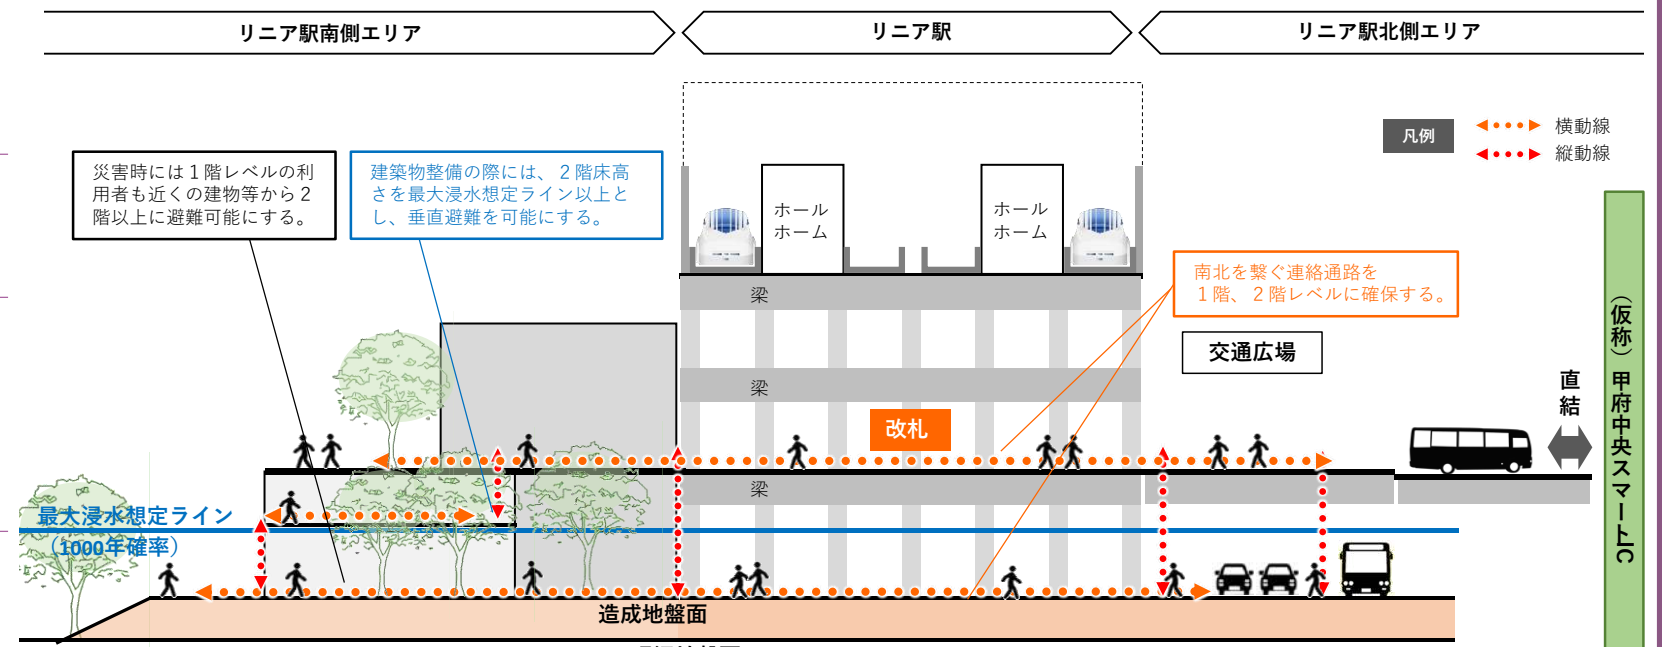 リニア駅南側エリア
リニア駅
リニア駅北側エリア
凡例
横動線
縦動線
災害時には１階レベルの利
用者も近くの建物等から２
階以上に避難可能にする。
建築物整備の際には、２階床高
さを最大浸水想定ライン以上と
し、垂直避難を可能にする。
ホール
ホーム
ホール
ホーム
南北を繋ぐ連絡通路を
１階、２階レベルに確保する。
梁
交通広場
梁
改札
直結
（仮称）甲府中央スマートIC
梁
最大浸水想定ライン
（1000年確率）
造成地盤面